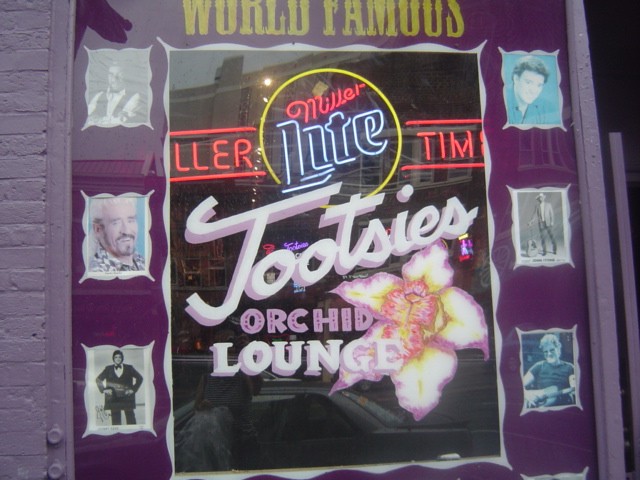 WORLD FAMOUS
Miller
Lite
LLER TIM
Tootsies
ORCHID
LOUNGE